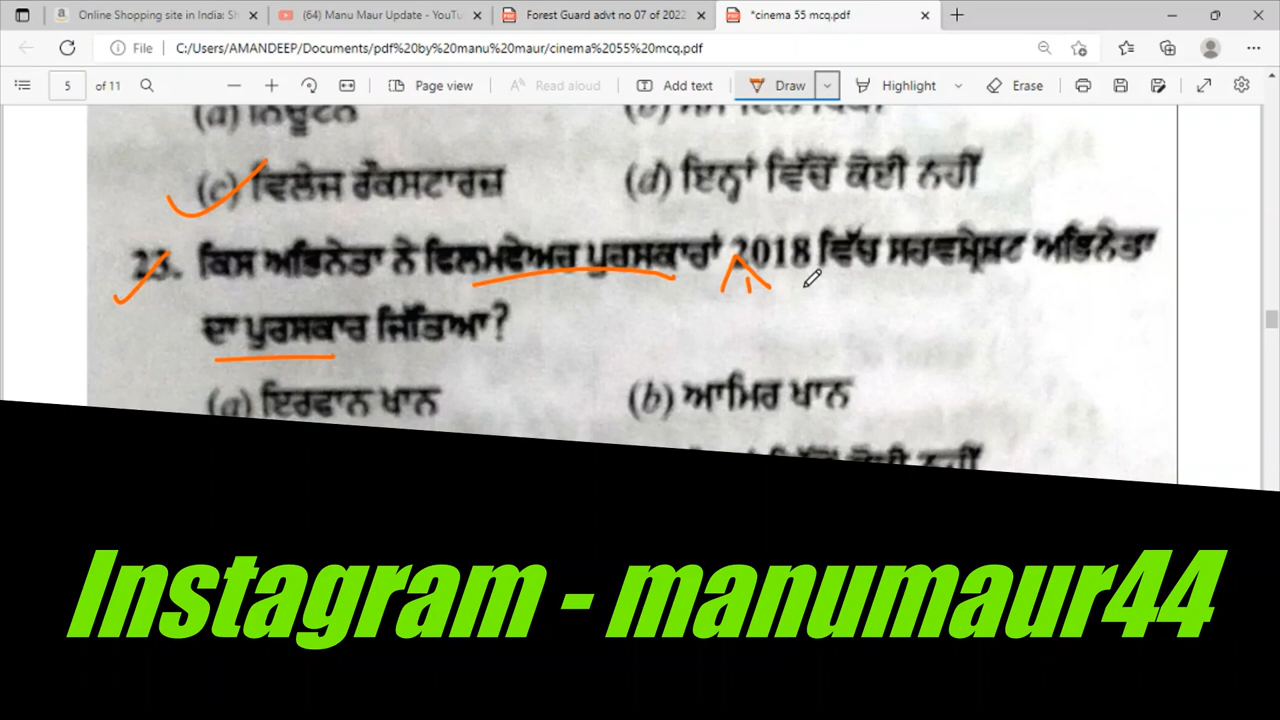 Online Shopping site in India: Sh
(64) Manu Maur Update - YouTu
Forest Guard advt no 07 of 2022
*cinema 55 mcq.pdf
File
C:/Users/AMANDEEP/Documents/pdf%20by%20manu%20maur/cinema%2055%20mcq.pdf
5 of 11
Page view
Read aloud
Add text
Draw
Highlight
Erase
(a) ਨਿਊਟਨ
(c) ਵਿਲੇਜ ਰੌਕਸਟਾਰਜ਼ (d) ਇਨ੍ਹਾਂ ਵਿੱਚੋਂ ਕੋਈ ਨਹੀਂ
23. ਕਿਸ ਅਭਿਨੇਤਾ ਨੇ ਫਿਲਮਫੇਅਰ ਪੁਰਸਕਾਰਾਂ 2018 ਵਿੱਚ ਸਰਵਸ਼੍ਰੇਸ਼ਟ ਅਭਿਨੇਤਾ
ਦਾ ਪੁਰਸਕਾਰ ਜਿੱਤਿਆ?
(a) ਇਰਫਾਨ ਖਾਨ (b) ਆਮਿਰ ਖਾਨ
ਕੋਈ ਨਹੀਂ
Instagram - manumaur44